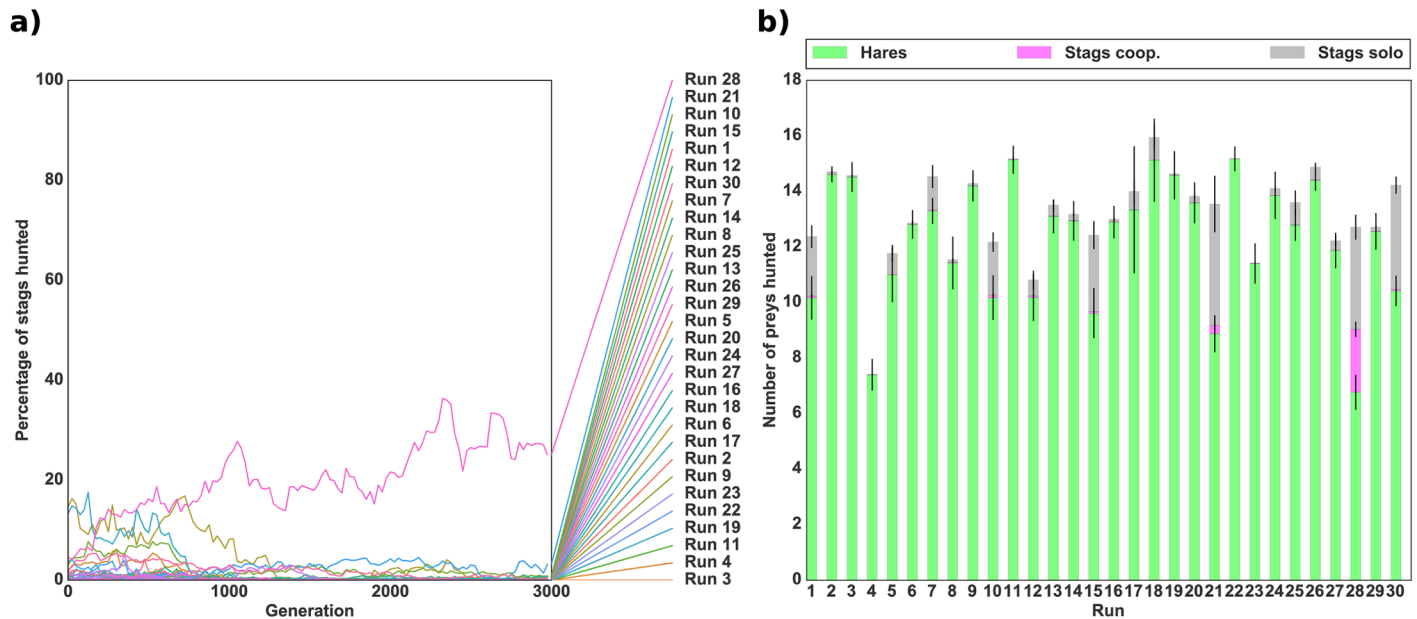 a)
100
80
60
40
20
0
0
1000
2000
3000
Percentage of stags hunted
Generation
Run 28
Run 21
Run 10
Run 15
Run 1
Run 12
Run 30
Run 7
Run 14
Run 8
Run 25
Run 13
Run 26
Run 29
Run 5
Run 20
Run 24
Run 27
Run 16
Run 18
Run 6
Run 17
Run 2
Run 9
Run 23
Run 22
Run 19
Run 11
Run 4
Run 3
b)
Hares Stags coop. Stags solo
18
16
14
12
10
8
6
4
2
0
Number of preys hunted
1 2 3 4 5 6 7 8 9 10 11 12 13 14 15 16 17 18 19 20 21 22 23 24 25 26 27 28 29 30
Run